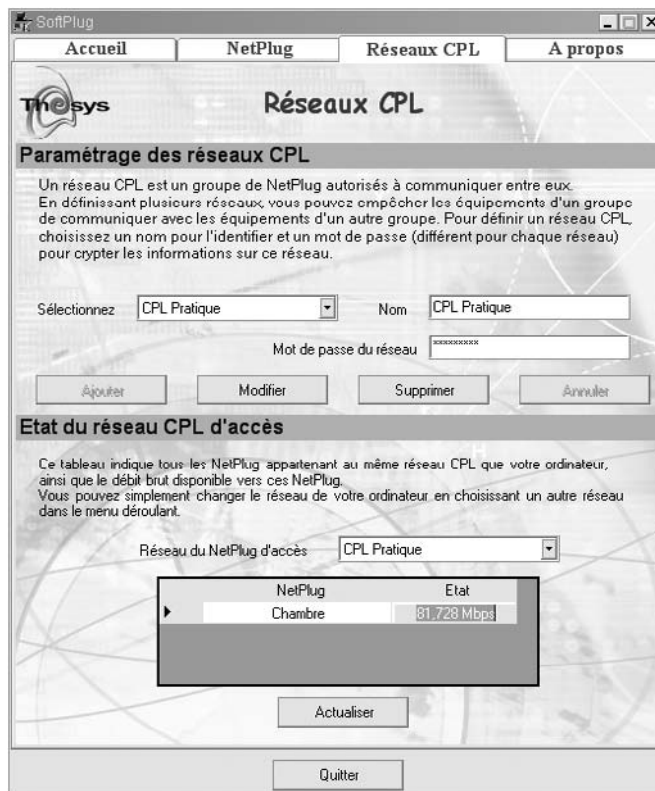 SoftPlug
Accueil NetPlug Réseaux CPL A propos
Thesys Réseaux CPL
Paramétrage des réseaux CPL
Un réseau CPL est un groupe de NetPlug autorisés à communiquer entre eux.
En définissant plusieurs réseaux, vous pouvez empêcher les équipements d'un groupe
de communiquer avec les équipements d'un autre groupe. Pour définir un réseau CPL,
choisissez un nom pour l'identifier et un mot de passe (différent pour chaque réseau)
pour crypter les informations sur ce réseau.
Sélectionnez CPL Pratique Nom CPL Pratique
Mot de passe du réseau xxxxxxxxx
Ajouter Modifier Supprimer Annuler
Etat du réseau CPL d'accès
Ce tableau indique tous les NetPlug appartenant au même réseau CPL que votre ordinateur,
ainsi que le débit brut disponible vers ces NetPlug.
Vous pouvez simplement changer le réseau de votre ordinateur en choisissant un autre réseau
dans le menu déroulant.
Réseau du NetPlug d'accès CPL Pratique
NetPlug Etat
Chambre 81,728 Mbps
Actualiser
Quitter